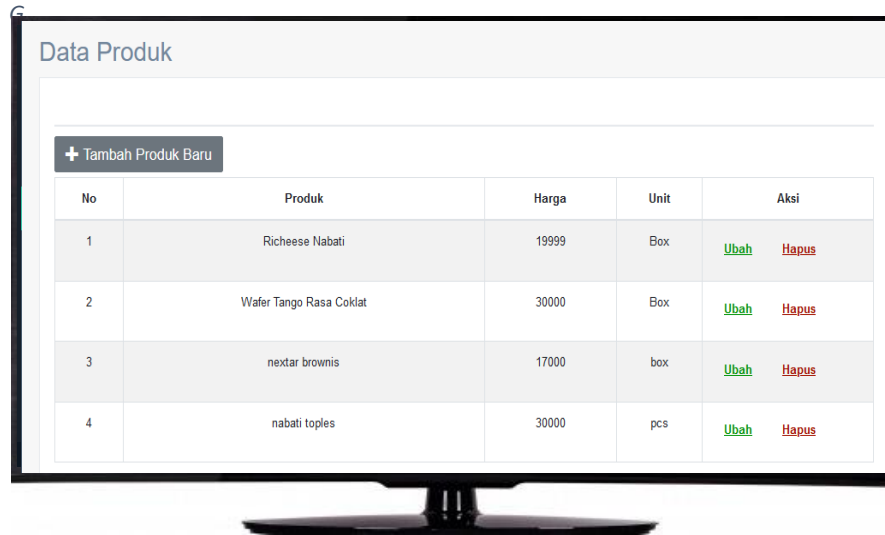 G
Data Produk
Tambah Produk Baru
No Produk Harga Unit Aksi
1 Richeese Nabati 19999 Box Ubah Hapus
2 Wafer Tango Rasa Coklat 30000 Box Ubah Hapus
3 nextar brownis 17000 box Ubah Hapus
4 nabati toples 30000 pcs Ubah Hapus